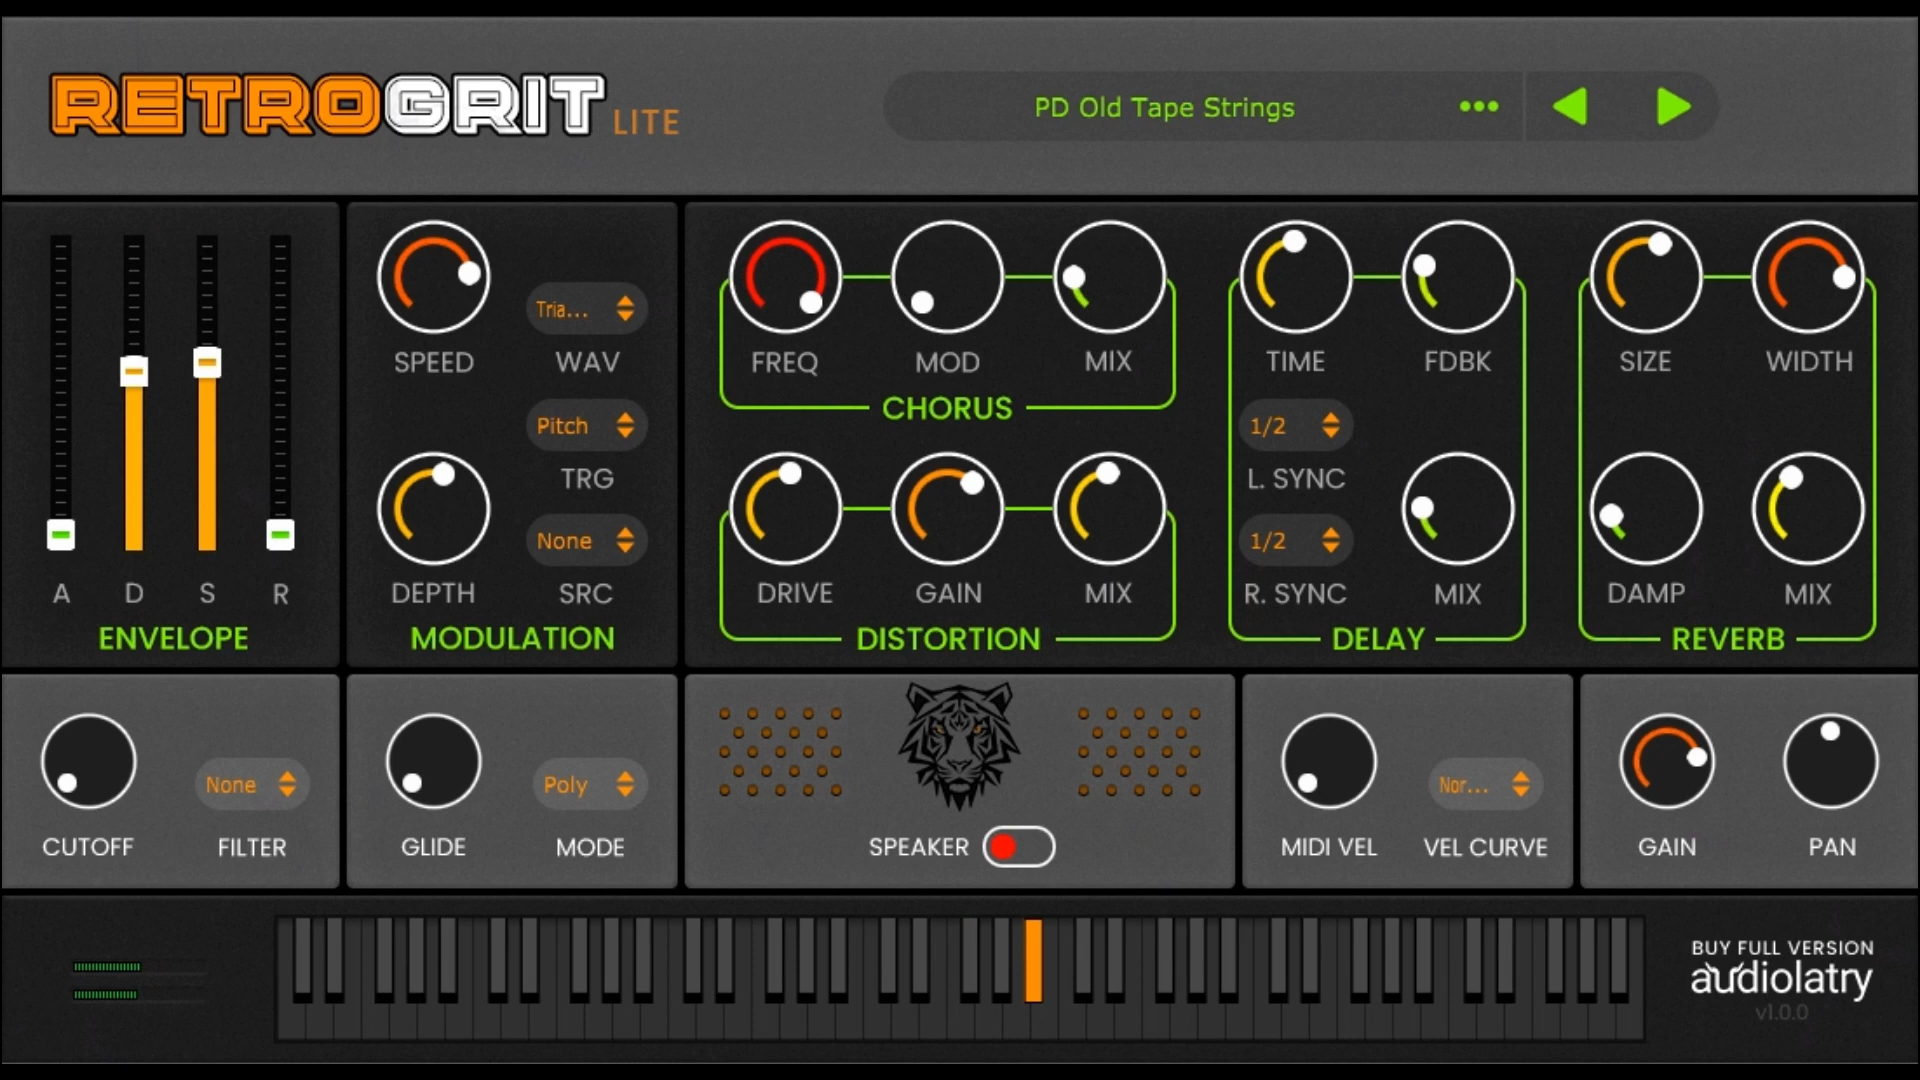 RETROGRIT LITE
PD Old Tape Strings
A D S R
ENVELOPE
SPEED
Tria...
WAV
Pitch
TRG
DEPTH
None
SRC
MODULATION
FREQ MOD MIX
CHORUS
DRIVE GAIN MIX
DISTORTION
TIME FDBK
1/2
L. SYNC
1/2
R. SYNC MIX
DELAY
SIZE WIDTH
DAMP MIX
REVERB
None
CUTOFF FILTER
Poly
GLIDE MODE
SPEAKER
Nor...
MIDI VEL VEL CURVE
GAIN PAN
BUY FULL VERSION
audiolatry
v1.0.0